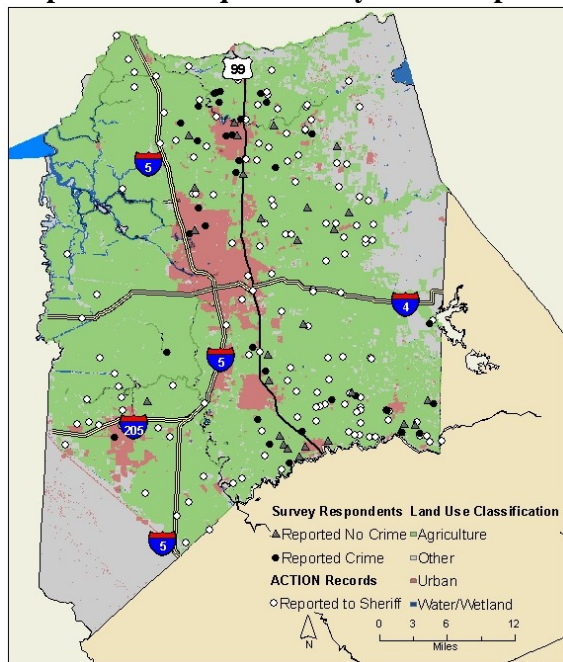 99
5
4
5
205
5
Survey Respondents Land Use Classification
Reported No Crime Agriculture
Reported Crime Other
ACTION Records Urban
Reported to Sheriff Water/Wetland
N
0 3 6 12
Miles